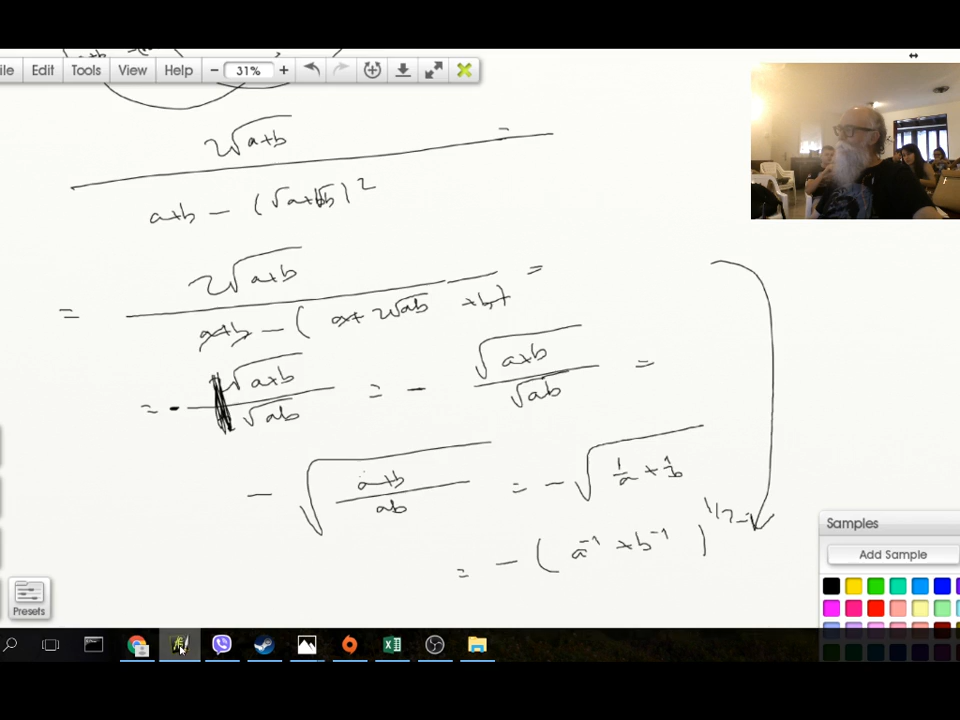 ile Edit Tools View Help − 31% +
2√(a+b) =
a+b − (√a+√b)²
= 2√(a+b) =
a+b − (a+2√ab +b)
= - √(a+b) = - √(a+b) =
√ab √ab
− √(a+b / ab) = − √(1/a + 1/b)
= − (a⁻¹ + b⁻¹)^1/2
Samples
Add Sample
Presets